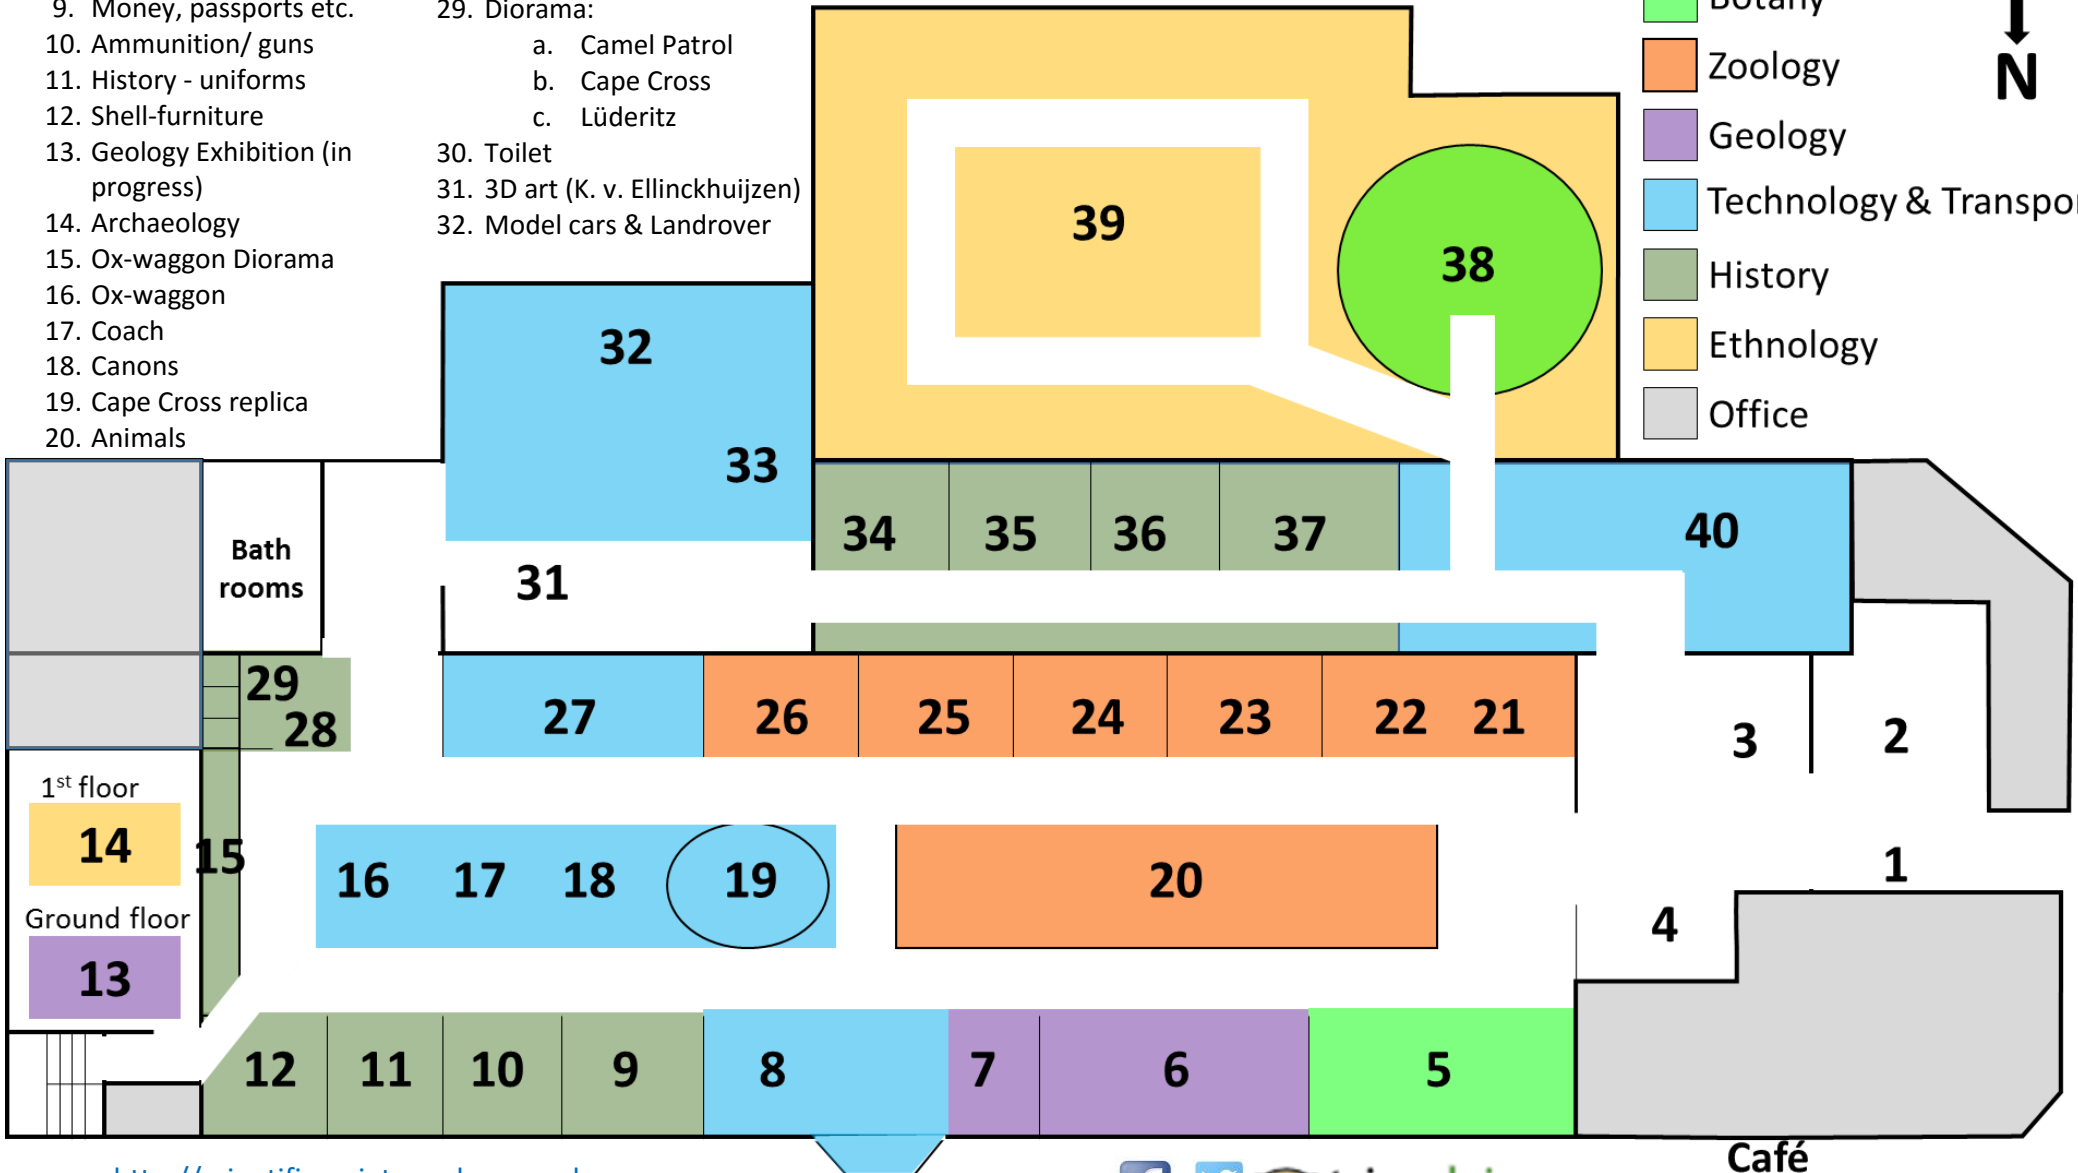 9. Money, passports etc.
10. Ammunition/ guns
11. History - uniforms
12. Shell-furniture
13. Geology Exhibition (in
progress)
14. Archaeology
15. Ox-waggon Diorama
16. Ox-waggon
17. Coach
18. Canons
19. Cape Cross replica
20. Animals
29. Diorama:
a. Camel Patrol
b. Cape Cross
c. Lüderitz
30. Toilet
31. 3D art (K. v. Ellinckhuijzen)
32. Model cars & Landrover
Botany
Zoology
Geology
Technology & Transpor
History
Ethnology
Office
N
39
38
32
33
34
35
36
37
40
Bath
rooms
31
29
28
27
26
25
24
23
22
21
3
2
1st floor
14
15
16
17
18
19
20
1
4
Ground floor
13
12
11
10
9
8
7
6
5
Café